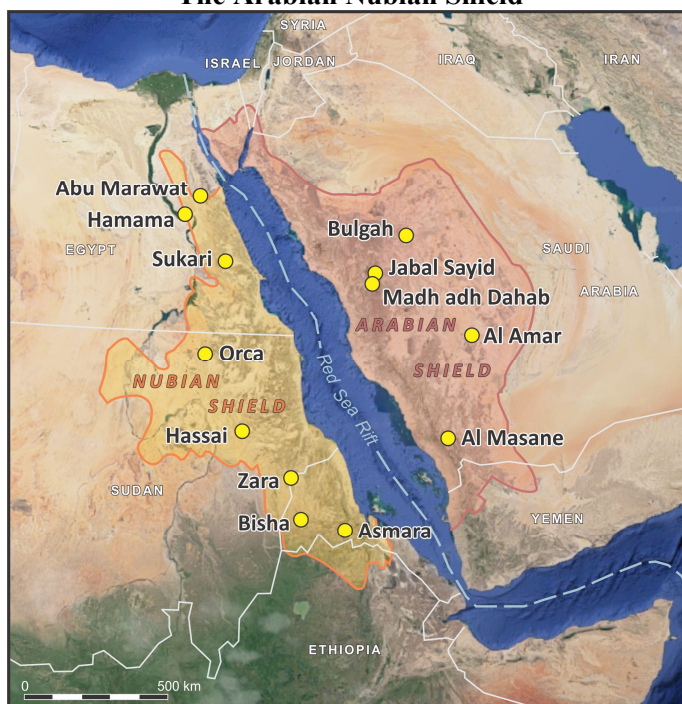 The Arabian Nubian Shield
SYRIA
ISRAEL
JORDAN
IRAQ
IRAN
Abu Marawat
Hamama
EGYPT
Sukari
Bulgah
Jabal Sayid
Madh adh Dahab
SAUDI
ARABIA
ARABIAN
SHIELD
Al Amar
Orca
NUBIAN
SHIELD
Red Sea Rift
Hassai
Al Masane
Zara
SUDAN
Bisha
Asmara
YEMEN
ETHIOPIA
0 500 km